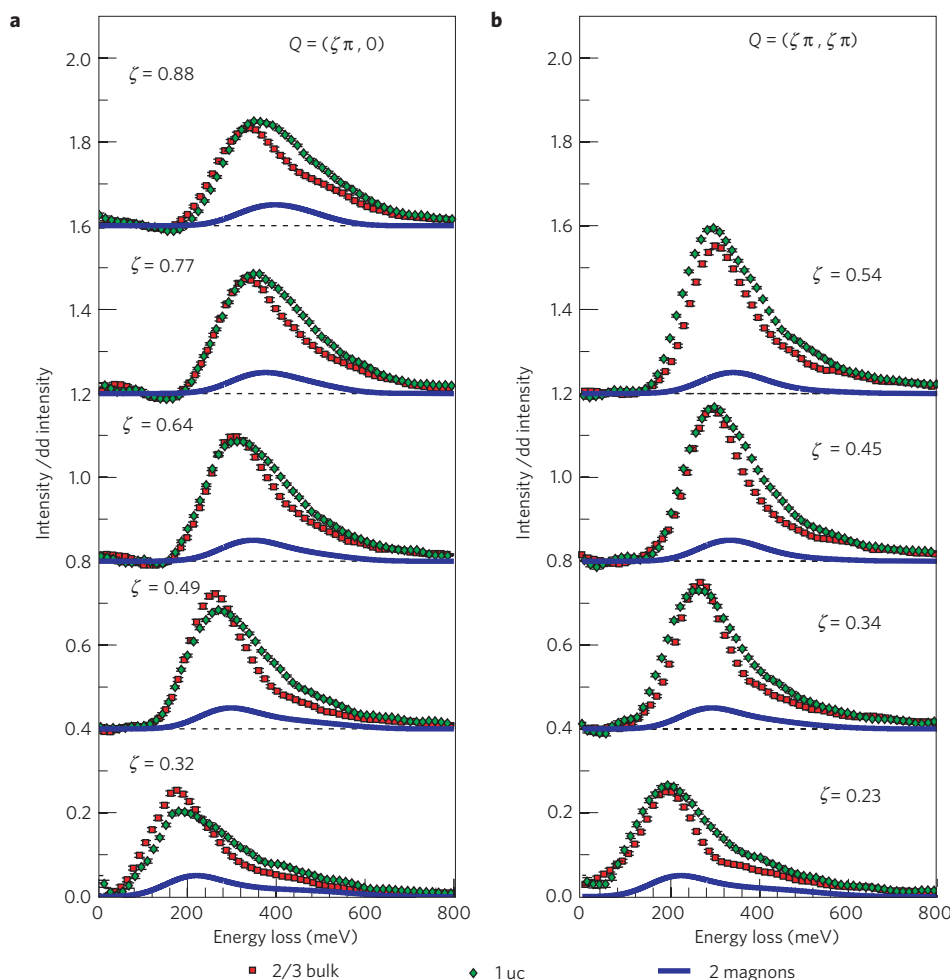 a
Q = (ζπ, 0)
2.0
ζ = 0.88
1.8
1.6
ζ = 0.77
1.4
1.2
ζ = 0.64
1.0
0.8
ζ = 0.49
0.6
0.4
ζ = 0.32
0.2
0.0
Intensity / dd intensity
0 200 400 600 800
Energy loss (meV)
b
Q = (ζπ, ζπ)
2.0
1.8
1.6
ζ = 0.54
1.4
1.2
1.0
ζ = 0.45
0.8
0.6
ζ = 0.34
0.4
0.2
ζ = 0.23
0.0
Intensity / dd intensity
0 200 400 600 800
Energy loss (meV)
2/3 bulk 1 uc 2 magnons